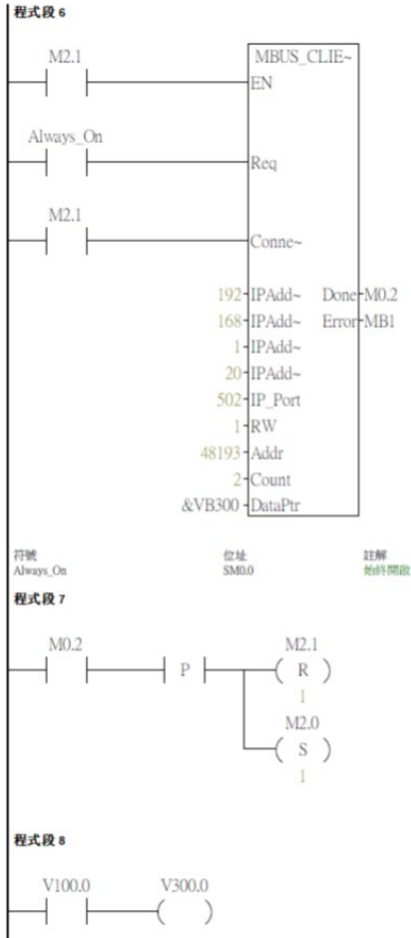 程式段 6
M2.1
MBUS_CLIE~
EN
Always_On
Req
M2.1
Conne~
192 IPAdd~ Done M0.2
168 IPAdd~ Error MB1
1 IPAdd~
20 IPAdd~
502 IP_Port
1 RW
48193 Addr
2 Count
&VB300 DataPtr
符號 位址 註解
Always_On SM0.0 始終開啟
程式段 7
M0.2 M2.1
P R
1
M2.0
S
1
程式段 8
V100.0 V300.0